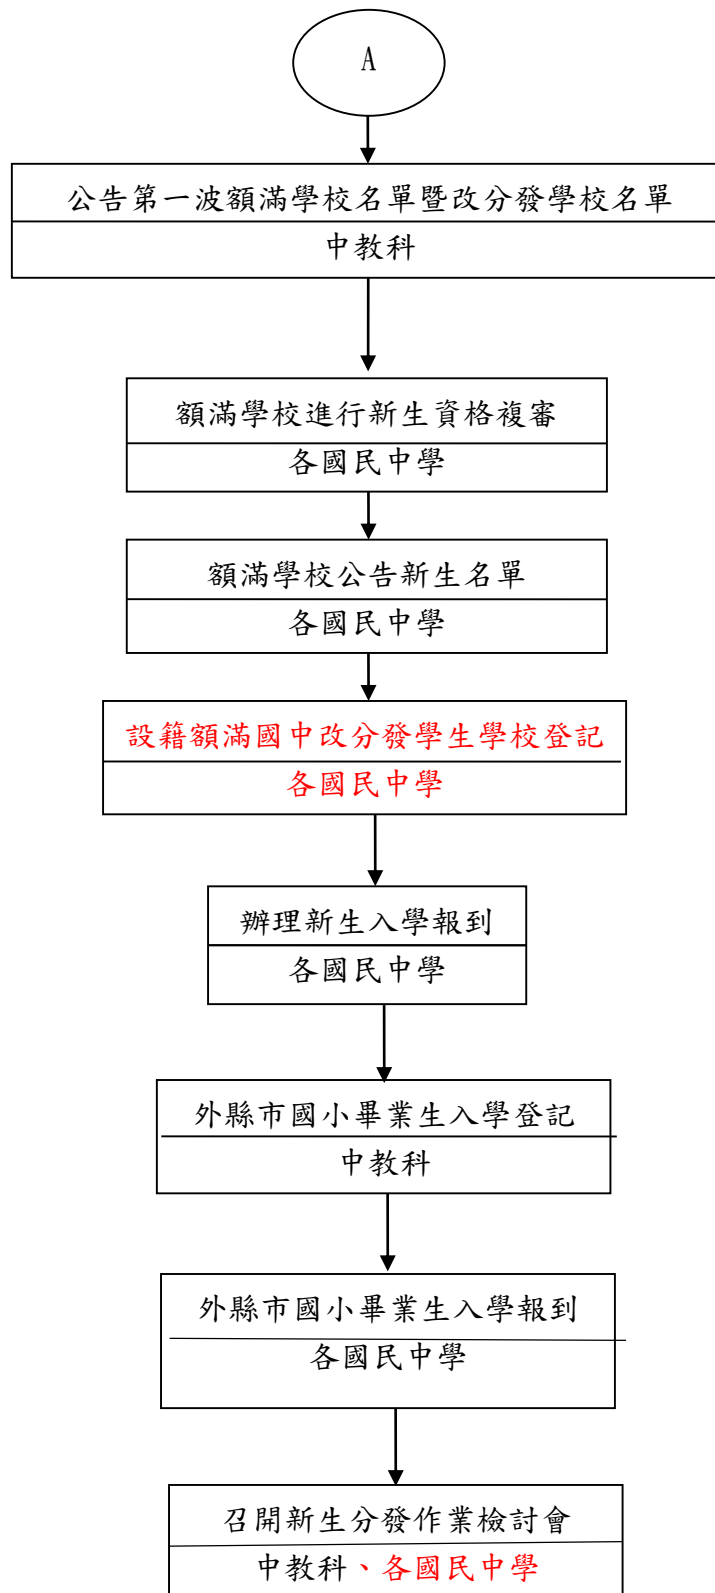 A
公告第一波額滿學校名單暨改分發學校名單
中教科
額滿學校進行新生資格複審
各國民中學
額滿學校公告新生名單
各國民中學
設籍額滿國中改分發學生學校登記
各國民中學
辦理新生入學報到
各國民中學
外縣市國小畢業生入學登記
中教科
外縣市國小畢業生入學報到
各國民中學
召開新生分發作業檢討會
中教科、各國民中學